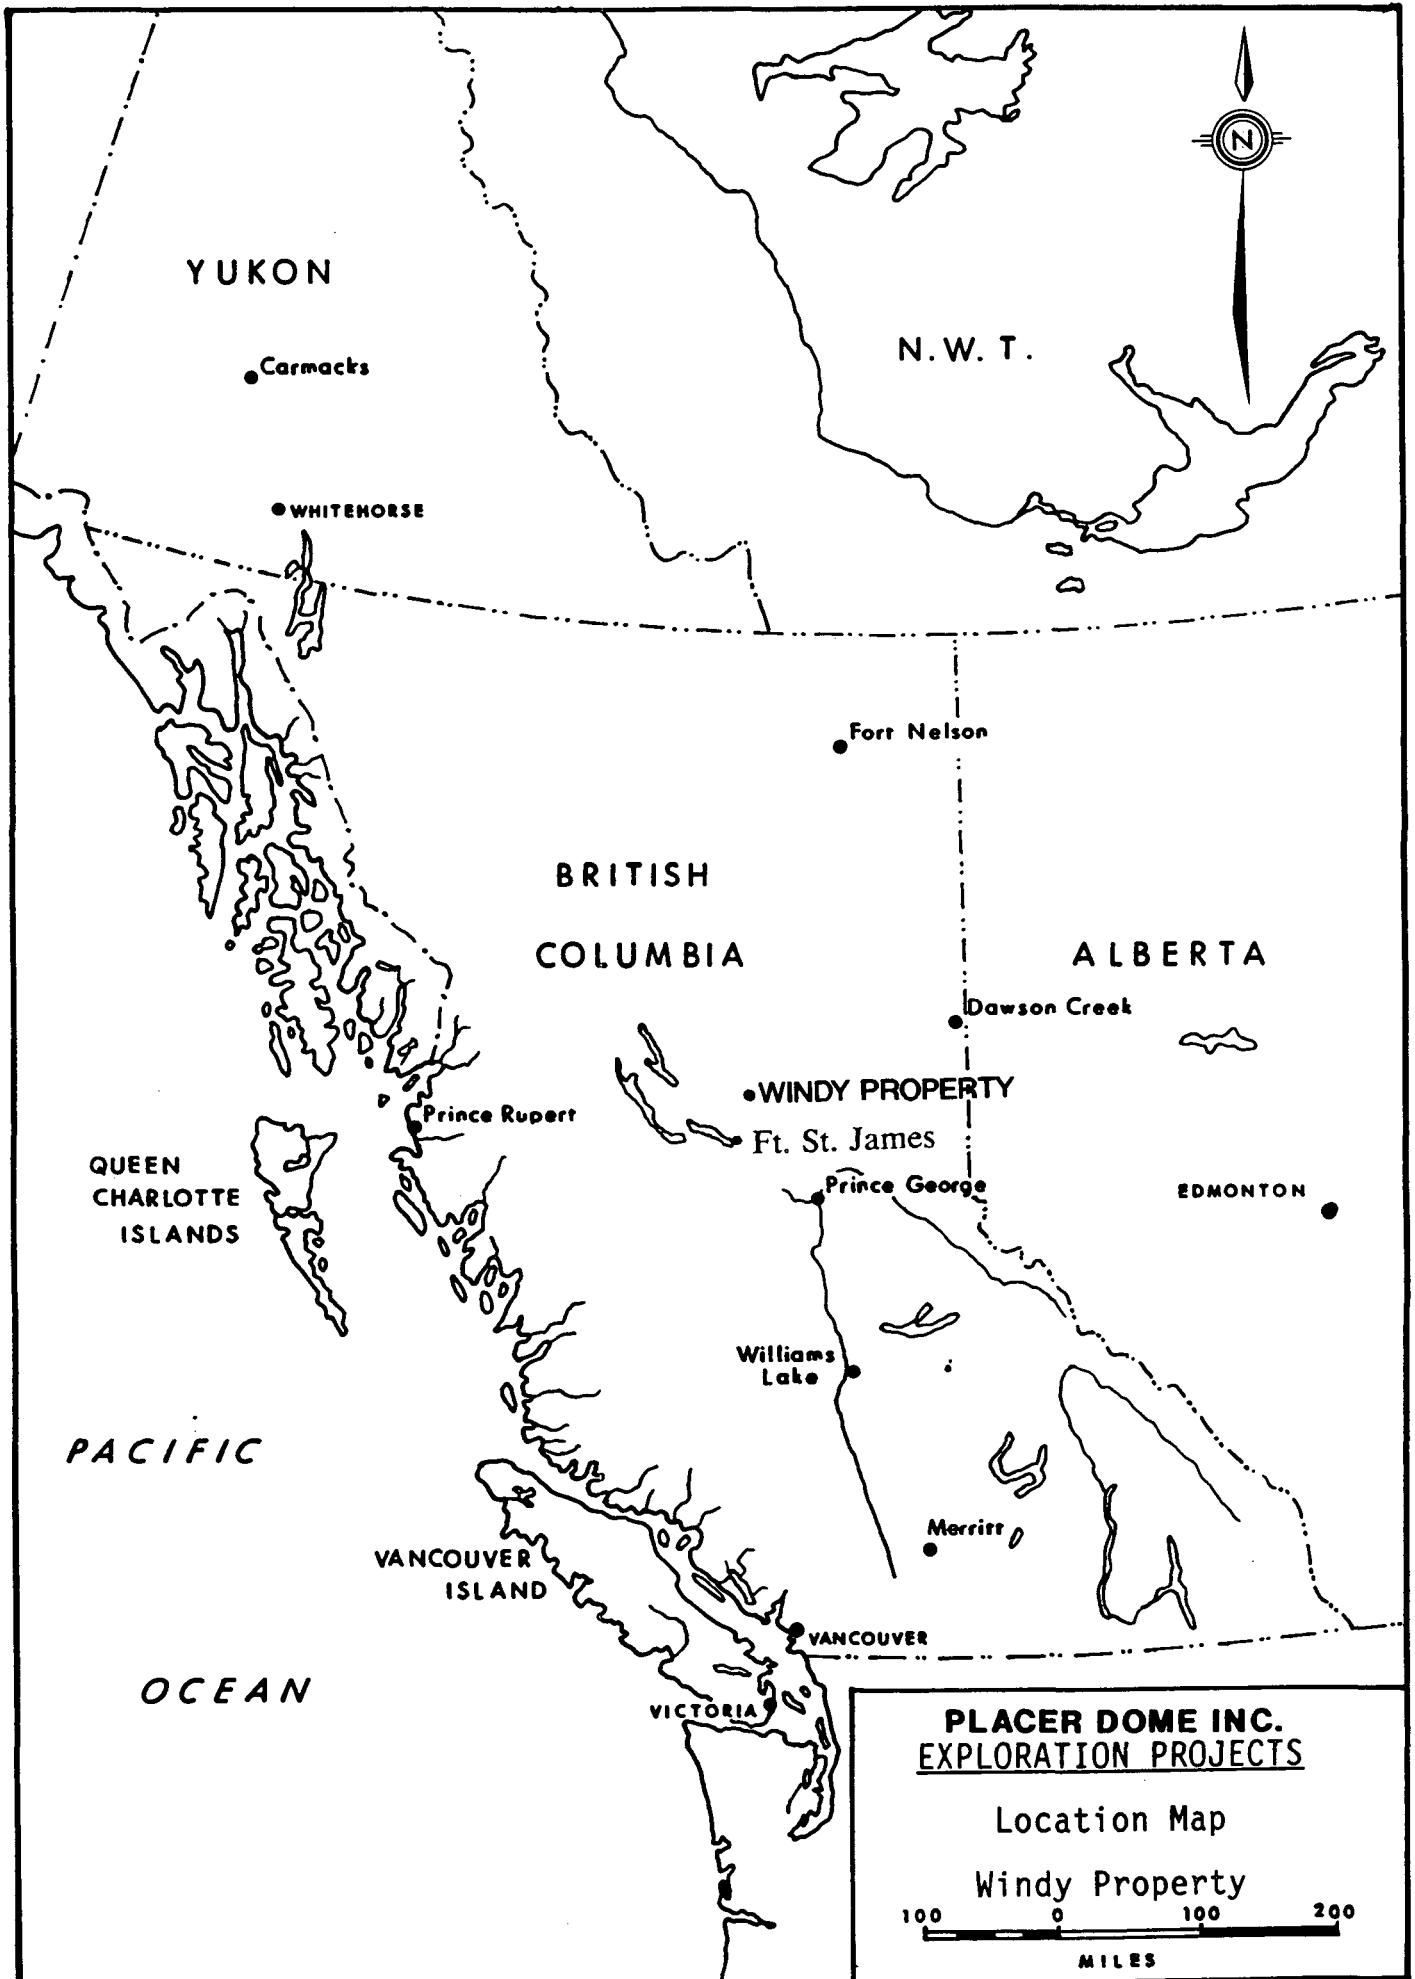 N
YUKON
N.W.T.
Carmacks
WHITEHORSE
Fort Nelson
BRITISH
COLUMBIA
ALBERTA
Dawson Creek
WINDY PROPERTY
Prince Rupert
Ft. St. James
QUEEN
CHARLOTTE
ISLANDS
Prince George
EDMONTON
Williams
Lake
PACIFIC
Merritt
VANCOUVER
ISLAND
VANCOUVER
OCEAN
VICTORIA
PLACER DOME INC.
EXPLORATION PROJECTS
Location Map
Windy Property
100 0 100 200
MILES